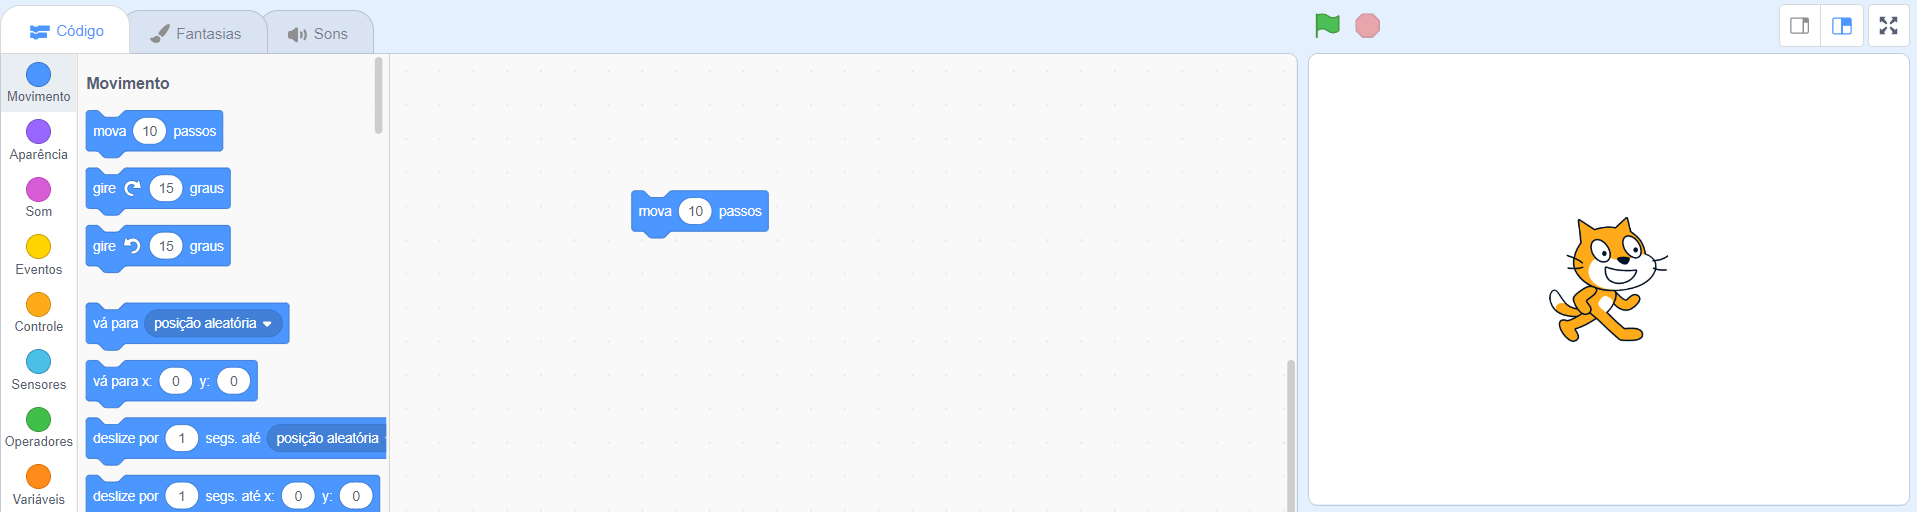 Código
Fantasias
Sons
Movimento
Aparência
Som
Eventos
Controle
Sensores
Operadores
Variáveis
Movimento
mova 10 passos
gire 15 graus
gire 15 graus
vá para posição aleatória
vá para x: 0 y: 0
deslize por 1 segs. até posição aleatória
deslize por 1 segs. até x: 0 y: 0
mova 10 passos